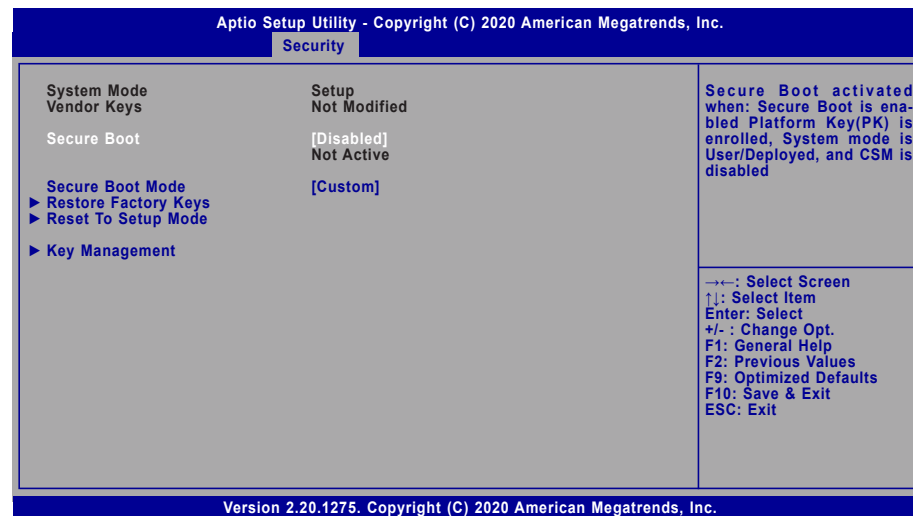 Aptio Setup Utility - Copyright (C) 2020 American Megatrends, Inc.
Security
System Mode Setup
Vendor Keys Not Modified
Secure Boot [Disabled]
Not Active
Secure Boot Mode [Custom]
► Restore Factory Keys
► Reset To Setup Mode
► Key Management
Secure Boot activated
when: Secure Boot is ena-
bled Platform Key(PK) is
enrolled, System mode is
User/Deployed, and CSM is
disabled
→←: Select Screen
↑↓: Select Item
Enter: Select
+/- : Change Opt.
F1: General Help
F2: Previous Values
F9: Optimized Defaults
F10: Save & Exit
ESC: Exit
Version 2.20.1275. Copyright (C) 2020 American Megatrends, Inc.